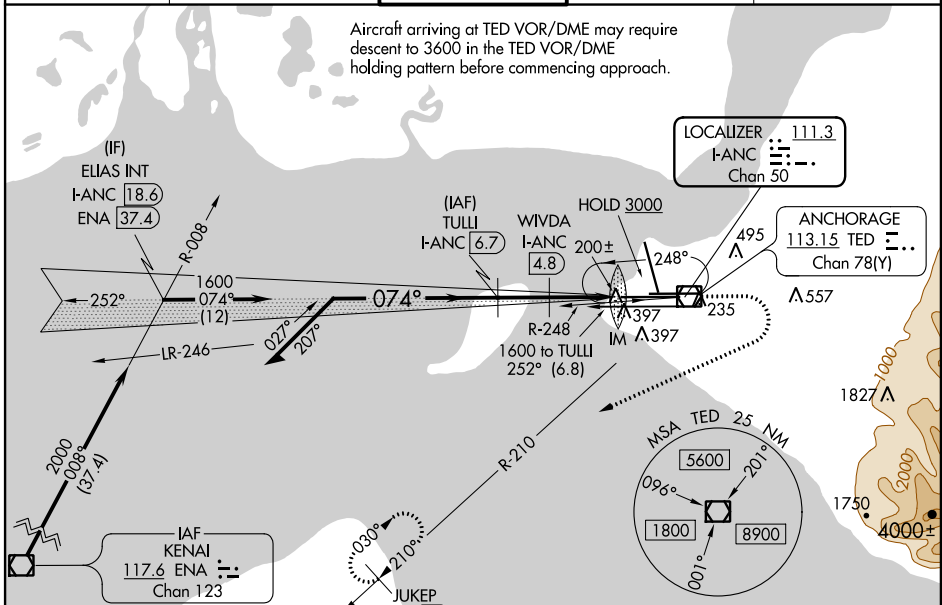 Aircraft arriving at TED VOR/DME may require
descent to 3600 in the TED VOR/DME
holding pattern before commencing approach.
LOCALIZER 111.3
I-ANC
Chan 50
(IF)
ELIAS INT
I-ANC 18.6
ENA 37.4
R-008
(IAF)
TULLI
I-ANC 6.7
WIVDA
I-ANC
4.8
HOLD 3000
200±
248°
ANCHORAGE
113.15 TED
Chan 78(Y)
495
557
1600
252°
074°
(12)
074°
235
397
397
IM
R-248
1600 to TULLI
252° (6.8)
LR-246
027°
207°
1000
1827
2000
1750
4000±
2000
008°
(37.4)
R-210
MSA TED 25 NM
5600
096°
201°
1800
8900
001°
IAF
KENAI
117.6 ENA
Chan 123
030°
210°
JUKEP